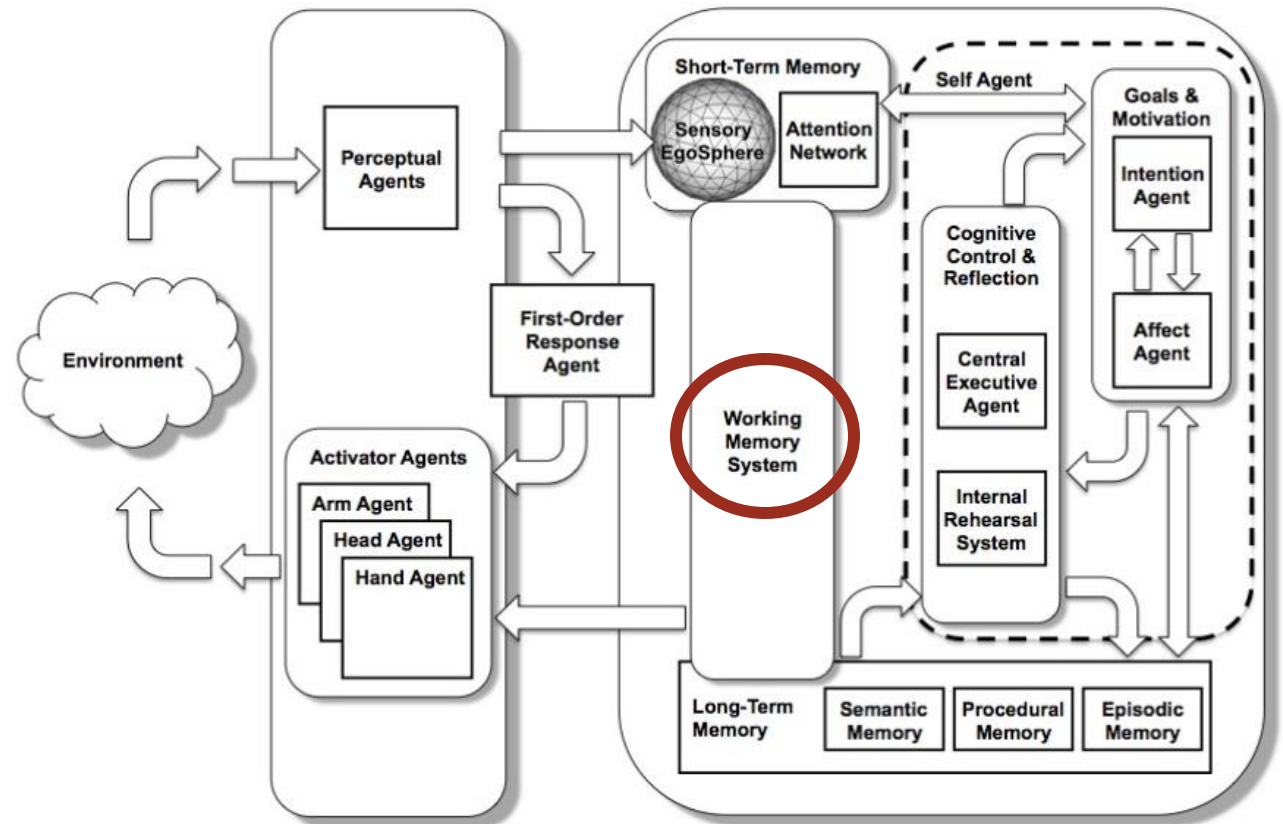 Short-Term Memory
Sensory
EgoSphere
Attention
Network
Self Agent
Goals &
Motivation
Intention
Agent
Affect
Agent
Perceptual
Agents
Cognitive
Control &
Reflection
Central
Executive
Agent
Internal
Rehearsal
System
First-Order
Response
Agent
Environment
Working
Memory
System
Activator Agents
Arm Agent
Head Agent
Hand Agent
Long-Term
Memory
Semantic
Memory
Procedural
Memory
Episodic
Memory